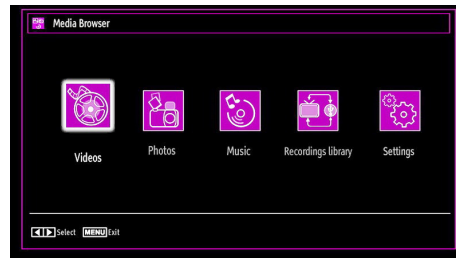 Media Browser
Videos
Photos
Music
Recordings library
Settings
Select MENU Exit